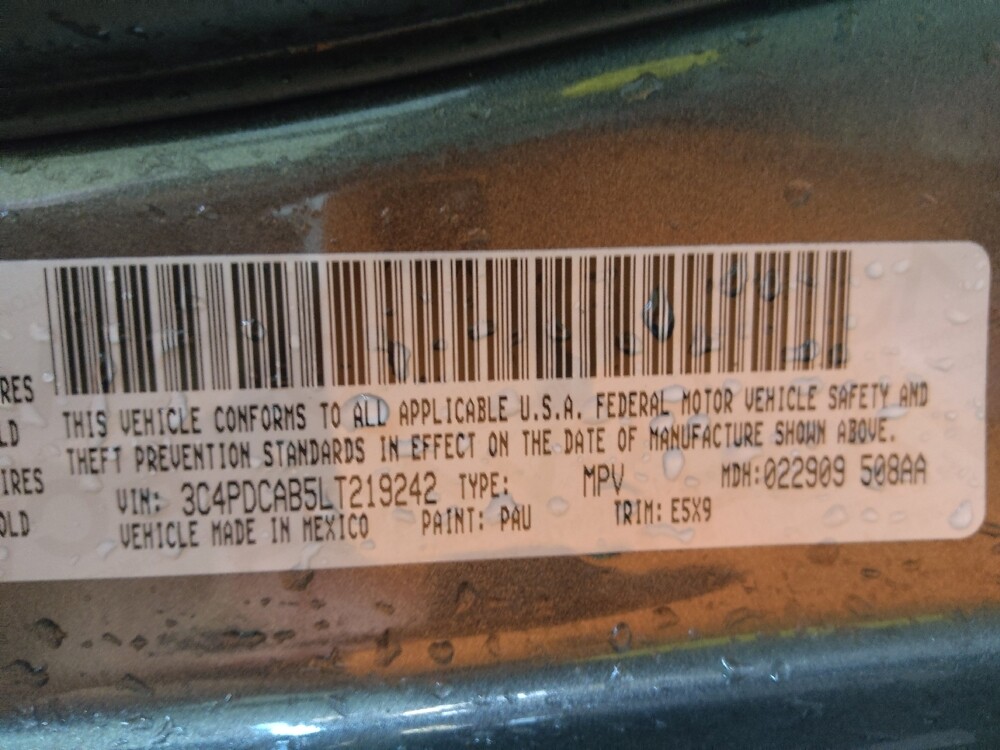 RES
LD
IRES
OLD
THIS VEHICLE CONFORMS TO ALL APPLICABLE U.S.A. FEDERAL MOTOR VEHICLE SAFETY AND
THEFT PREVENTION STANDARDS IN EFFECT ON THE DATE OF MANUFACTURE SHOWN ABOVE.
VIN: 3C4PDCAB5LT219242 TYPE: MPV MDH:022909 508AA
VEHICLE MADE IN MEXICO PAINT: PAU TRIM: E5X9